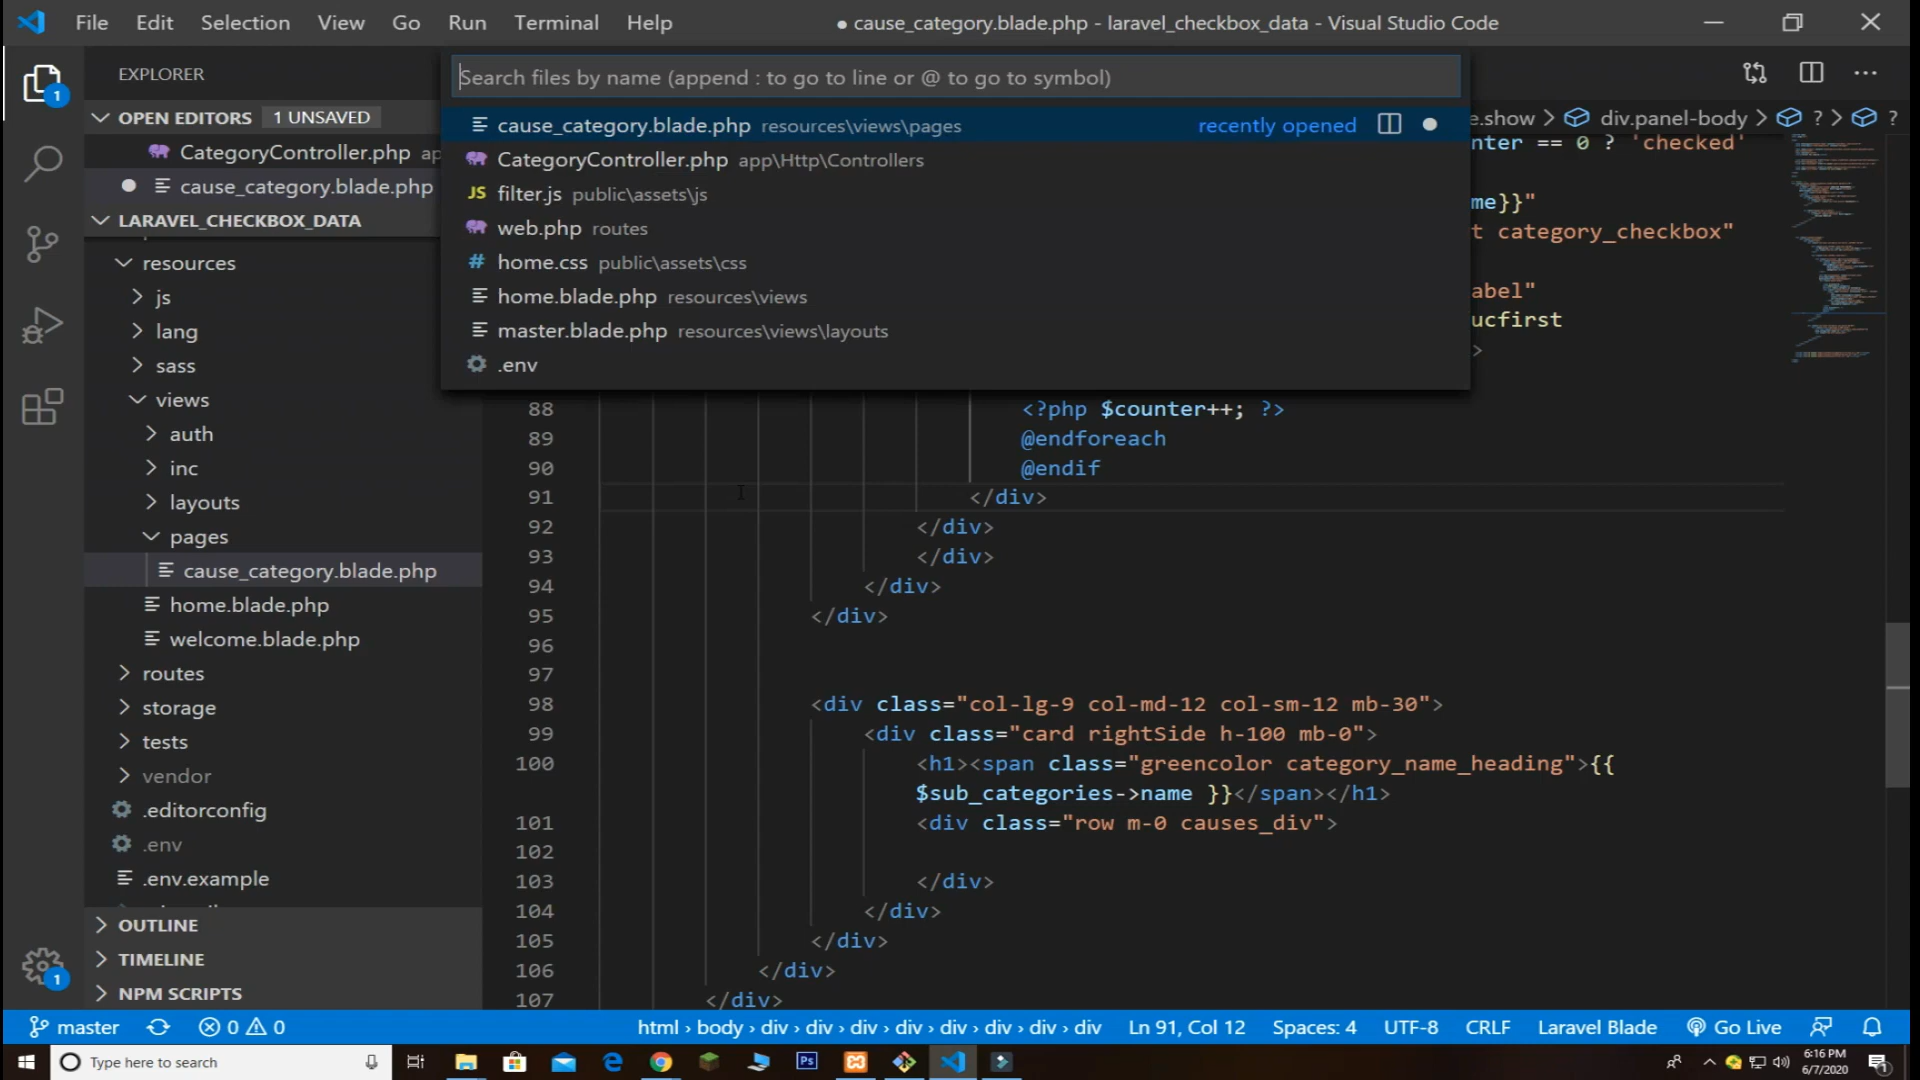 File Edit Selection View Go Run Terminal Help
● cause_category.blade.php - laravel_checkbox_data - Visual Studio Code
EXPLORER
OPEN EDITORS 1 UNSAVED
CategoryController.php
cause_category.blade.php
LARAVEL_CHECKBOX_DATA
resources
js
lang
sass
views
auth
inc
layouts
pages
cause_category.blade.php
home.blade.php
welcome.blade.php
routes
storage
tests
vendor
.editorconfig
.env
.env.example
OUTLINE
TIMELINE
NPM SCRIPTS
Search files by name (append : to go to line or @ to go to symbol)
cause_category.blade.php resources\views\pages recently opened
CategoryController.php app\Http\Controllers
JS filter.js public\assets\js
web.php routes
# home.css public\assets\css
home.blade.php resources\views
master.blade.php resources\views\layouts
.env
e.show > div.panel-body > ? > ?
nter == 0 ? 'checked'
me}}"
t category_checkbox"
abel"
ucfirst
>
88 <?php $counter++; ?>
89 @endforeach
90 @endif
91 </div>
92 </div>
93 </div>
94 </div>
95 </div>
96
97
98 <div class="col-lg-9 col-md-12 col-sm-12 mb-30">
99 <div class="card rightSide h-100 mb-0">
100 <h1><span class="greencolor category_name_heading">{{
$sub_categories->name }}</span></h1>
101 <div class="row m-0 causes_div">
102
103 </div>
104 </div>
105 </div>
106 </div>
107 </div>
master 0 0 html › body › div › div › div › div › div › div › div › div Ln 91, Col 12 Spaces: 4 UTF-8 CRLF Laravel Blade Go Live
Type here to search
6:16 PM
6/7/2020